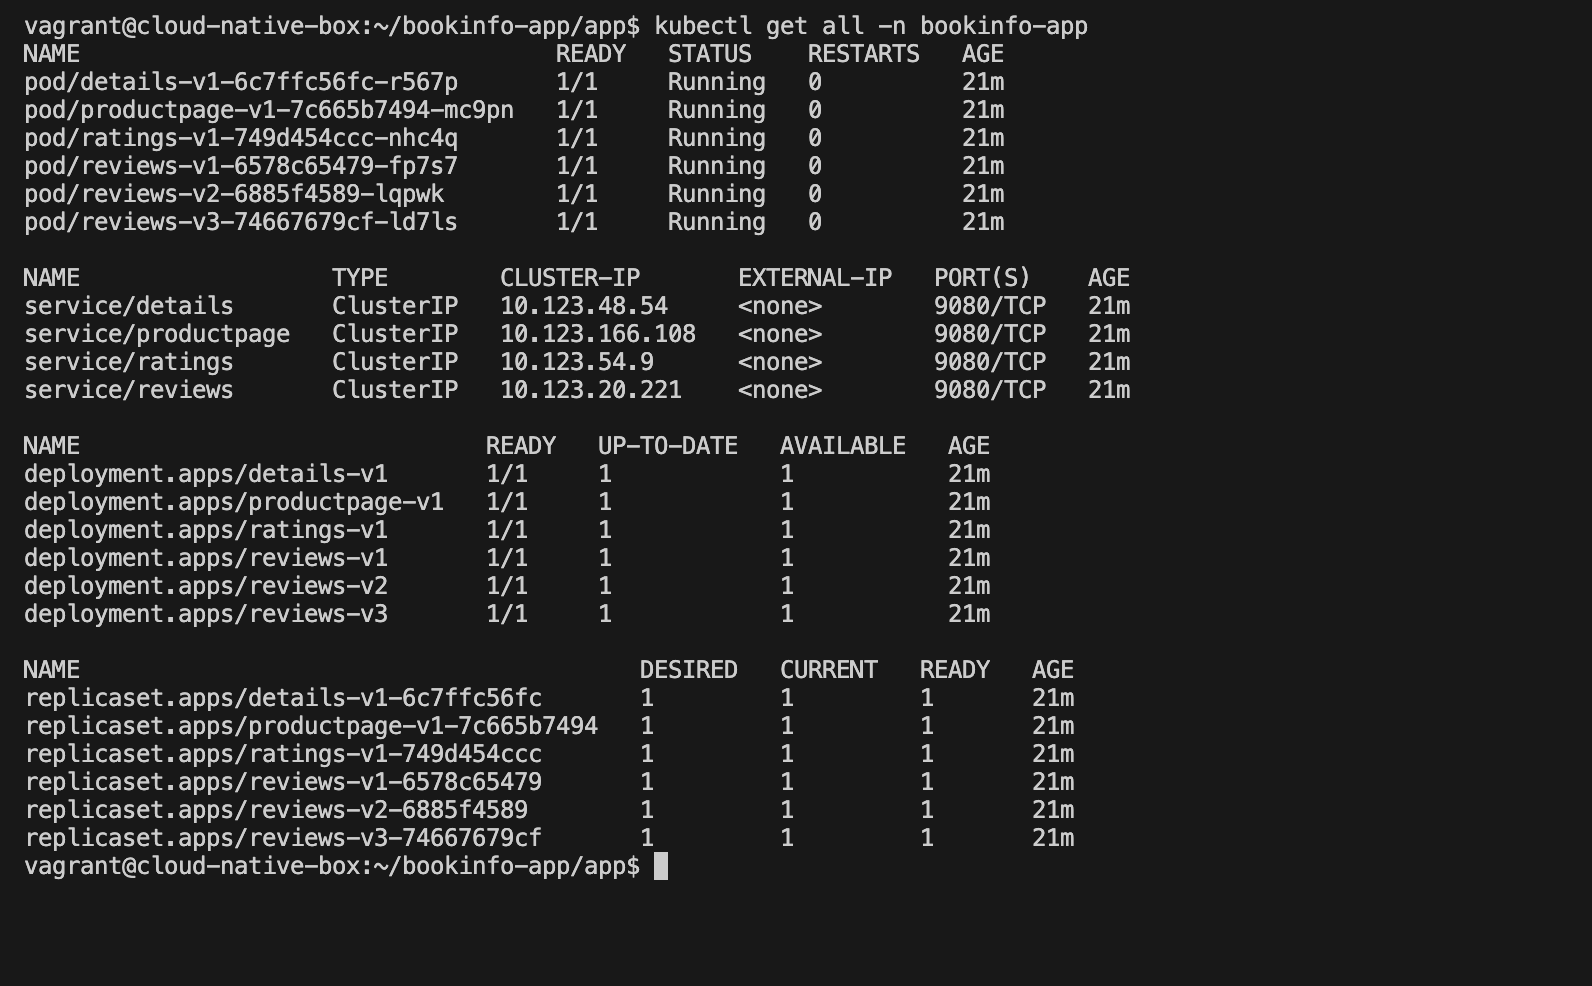 vagrant@cloud-native-box:~/bookinfo-app/app$ kubectl get all -n bookinfo-app
NAME READY STATUS RESTARTS AGE
pod/details-v1-6c7ffc56fc-r567p 1/1 Running 0 21m
pod/productpage-v1-7c665b7494-mc9pn 1/1 Running 0 21m
pod/ratings-v1-749d454ccc-nhc4q 1/1 Running 0 21m
pod/reviews-v1-6578c65479-fp7s7 1/1 Running 0 21m
pod/reviews-v2-6885f4589-lqpwk 1/1 Running 0 21m
pod/reviews-v3-74667679cf-ld7ls 1/1 Running 0 21m
NAME TYPE CLUSTER-IP EXTERNAL-IP PORT(S) AGE
service/details ClusterIP 10.123.48.54 <none> 9080/TCP 21m
service/productpage ClusterIP 10.123.166.108 <none> 9080/TCP 21m
service/ratings ClusterIP 10.123.54.9 <none> 9080/TCP 21m
service/reviews ClusterIP 10.123.20.221 <none> 9080/TCP 21m
NAME READY UP-TO-DATE AVAILABLE AGE
deployment.apps/details-v1 1/1 1 1 21m
deployment.apps/productpage-v1 1/1 1 1 21m
deployment.apps/ratings-v1 1/1 1 1 21m
deployment.apps/reviews-v1 1/1 1 1 21m
deployment.apps/reviews-v2 1/1 1 1 21m
deployment.apps/reviews-v3 1/1 1 1 21m
NAME DESIRED CURRENT READY AGE
replicaset.apps/details-v1-6c7ffc56fc 1 1 1 21m
replicaset.apps/productpage-v1-7c665b7494 1 1 1 21m
replicaset.apps/ratings-v1-749d454ccc 1 1 1 21m
replicaset.apps/reviews-v1-6578c65479 1 1 1 21m
replicaset.apps/reviews-v2-6885f4589 1 1 1 21m
replicaset.apps/reviews-v3-74667679cf 1 1 1 21m
vagrant@cloud-native-box:~/bookinfo-app/app$